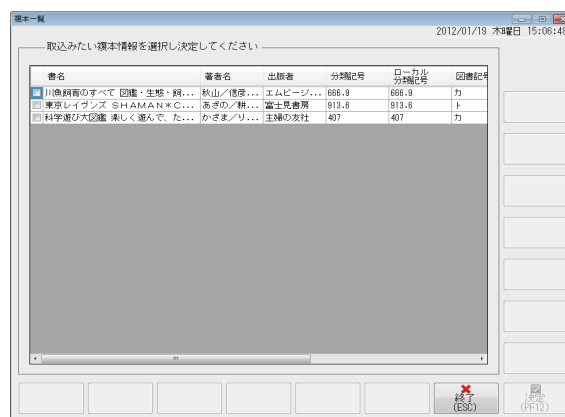 複本一覧
2012/01/19 木曜日 15:06:48
取込みたい複本情報を選択し決定してください
書名 著者名 出版者 分類記号 ローカル分類記号 図書記号
川魚飼育のすべて 図鑑・生態・飼... 秋山／信彦... エムピージ... 666.9 666.9 カ
東京レイヴンズ ＳＨＡＭＡＮ＊Ｃ... あざの／耕... 富士見書房 913.6 913.6 ト
科学遊び大図鑑 楽しく遊んで、た... かざま／り... 主婦の友社 407 407 カ
終了
(ESC)
決定
(PF12)